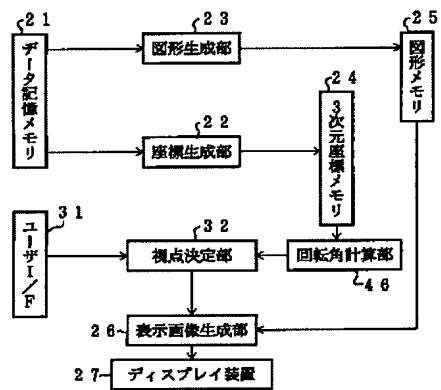 21
データ記憶メモリ
23
図形生成部
25
図形メモリ
24
3次元座標メモリ
22
座標生成部
31
ユーザI/F
32
視点決定部
回転角計算部
46
26
表示画像生成部
27
ディスプレイ装置